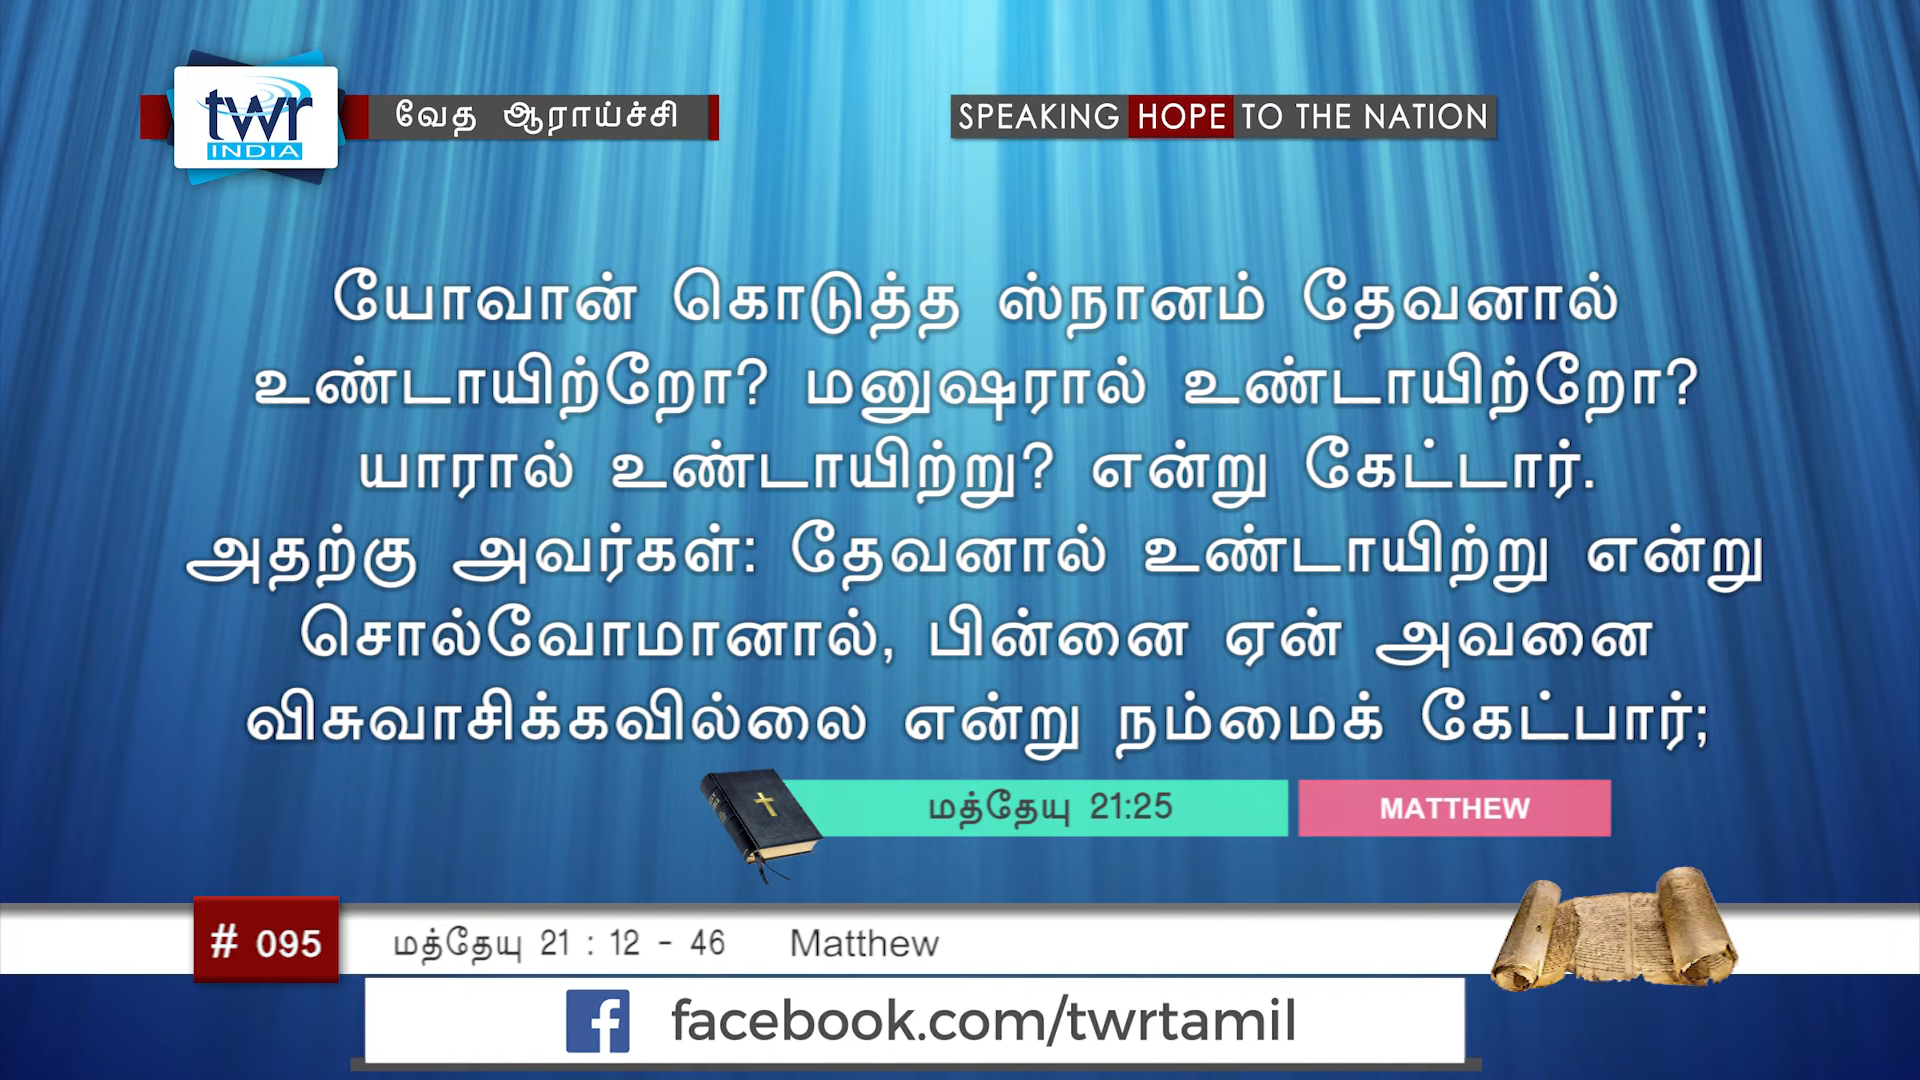 twr
INDIA
வேத ஆராய்ச்சி
SPEAKING HOPE TO THE NATION
யோவான் கொடுத்த ஸ்நானம் தேவனால்
உண்டாயிற்றோ? மனுஷரால் உண்டாயிற்றோ?
யாரால் உண்டாயிற்று? என்று கேட்டார்.
அதற்கு அவர்கள்: தேவனால் உண்டாயிற்று என்று
சொல்வோமானால், பின்னை ஏன் அவனை
விசுவாசிக்கவில்லை என்று நம்மைக் கேட்பார்;
மத்தேயு 21:25
MATTHEW
# 095
மத்தேயு 21 : 12 - 46 Matthew
facebook.com/twrtamil